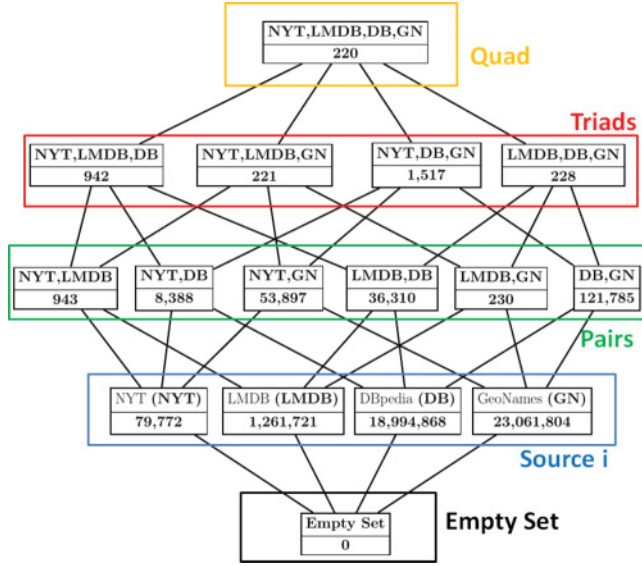 NYT,LMDB,DB,GN
220
Quad
Triads
NYT,LMDB,DB
942
NYT,LMDB,GN
221
NYT,DB,GN
1,517
LMDB,DB,GN
228
NYT,LMDB
943
NYT,DB
8,388
NYT,GN
53,897
LMDB,DB
36,310
LMDB,GN
230
DB,GN
121,785
Pairs
NYT (NYT)
79,772
LMDB (LMDB)
1,261,721
DBpedia (DB)
18,994,868
GeoNames (GN)
23,061,804
Source i
Empty Set
0
Empty Set